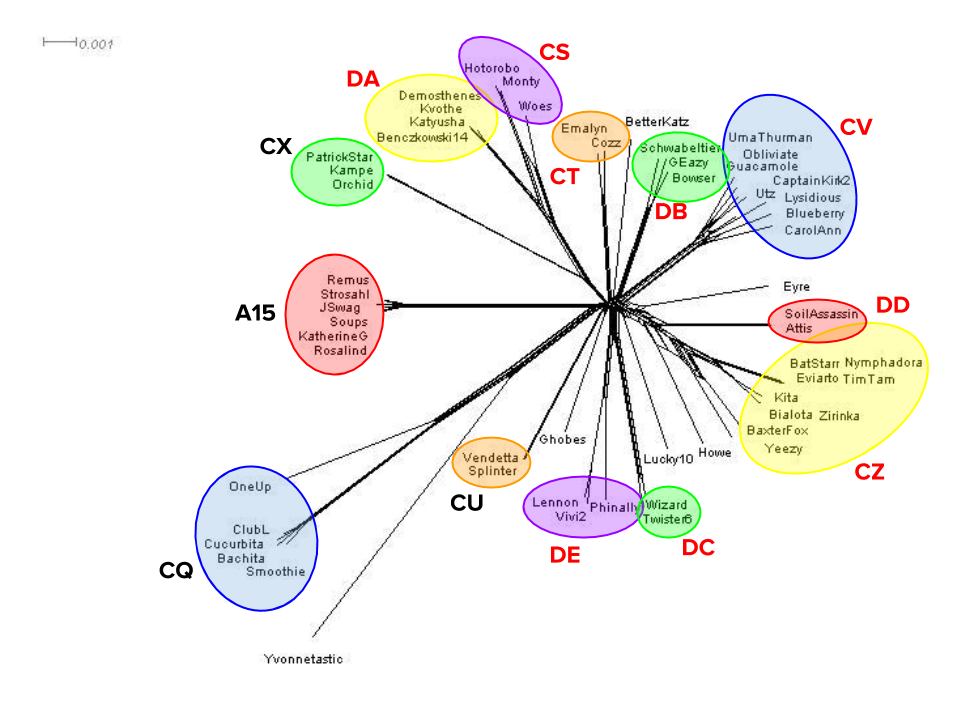 0.001
CS
Hotorobo
Monty
Woes
DA
Demosthenes
Kvothe
Katyusha
Benczkowski14
CX
PatrickStar
Kampe
Orchid
Emalyn
Cozz
CT
BetterKatz
Schwabeltier
GEazy
Bowser
DB
CV
UmaThurman
Obliviate
Guacamole
CaptainKirk2
Utz
Lysidious
Blueberry
CarolAnn
A15
Remus
Strosahl
JSwag
Soups
KatherineG
Rosalind
Eyre
DD
SoilAssassin
Attis
BatStarr
Nymphadora
Eviarto
TimTam
Kita
Bialota
Zirinka
BaxterFox
Yeezy
CZ
Ghobes
Lucky10
Howe
Vendetta
Splinter
CU
Lennon
Vivi2
Phinally
DE
Wizard
Twister6
DC
OneUp
ClubL
Cucurbita
Bachita
Smoothie
CQ
Yvonnetastic